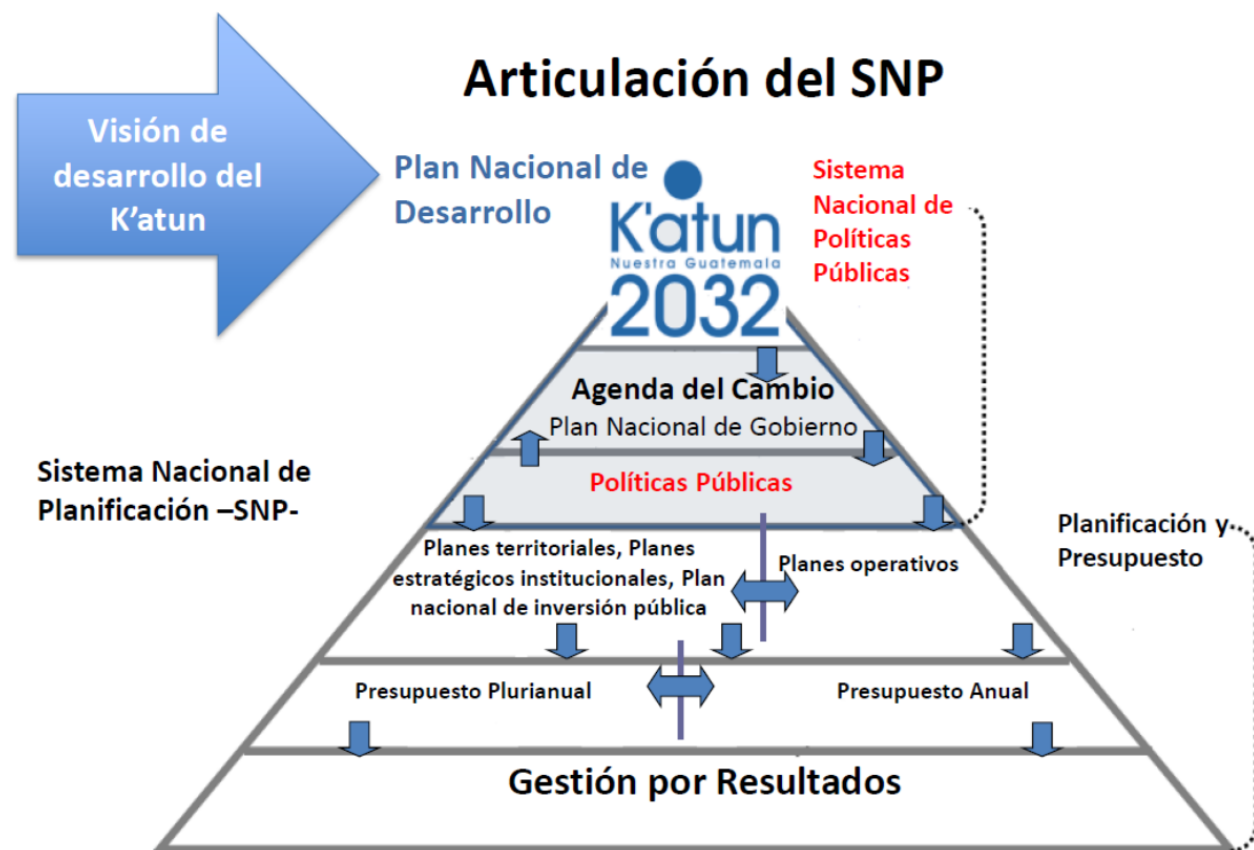 Articulación del SNP
Visión de
desarrollo del
K’atun
Plan Nacional de
Desarrollo
K'atun
Nuestra Guatemala
2032
Sistema
Nacional de
Políticas
Públicas
Agenda del Cambio
Plan Nacional de Gobierno
Políticas Públicas
Sistema Nacional de
Planificación –SNP-
Planificación y
Presupuesto
Planes territoriales, Planes
estratégicos institucionales, Plan
nacional de inversión pública
Planes operativos
Presupuesto Plurianual
Presupuesto Anual
Gestión por Resultados